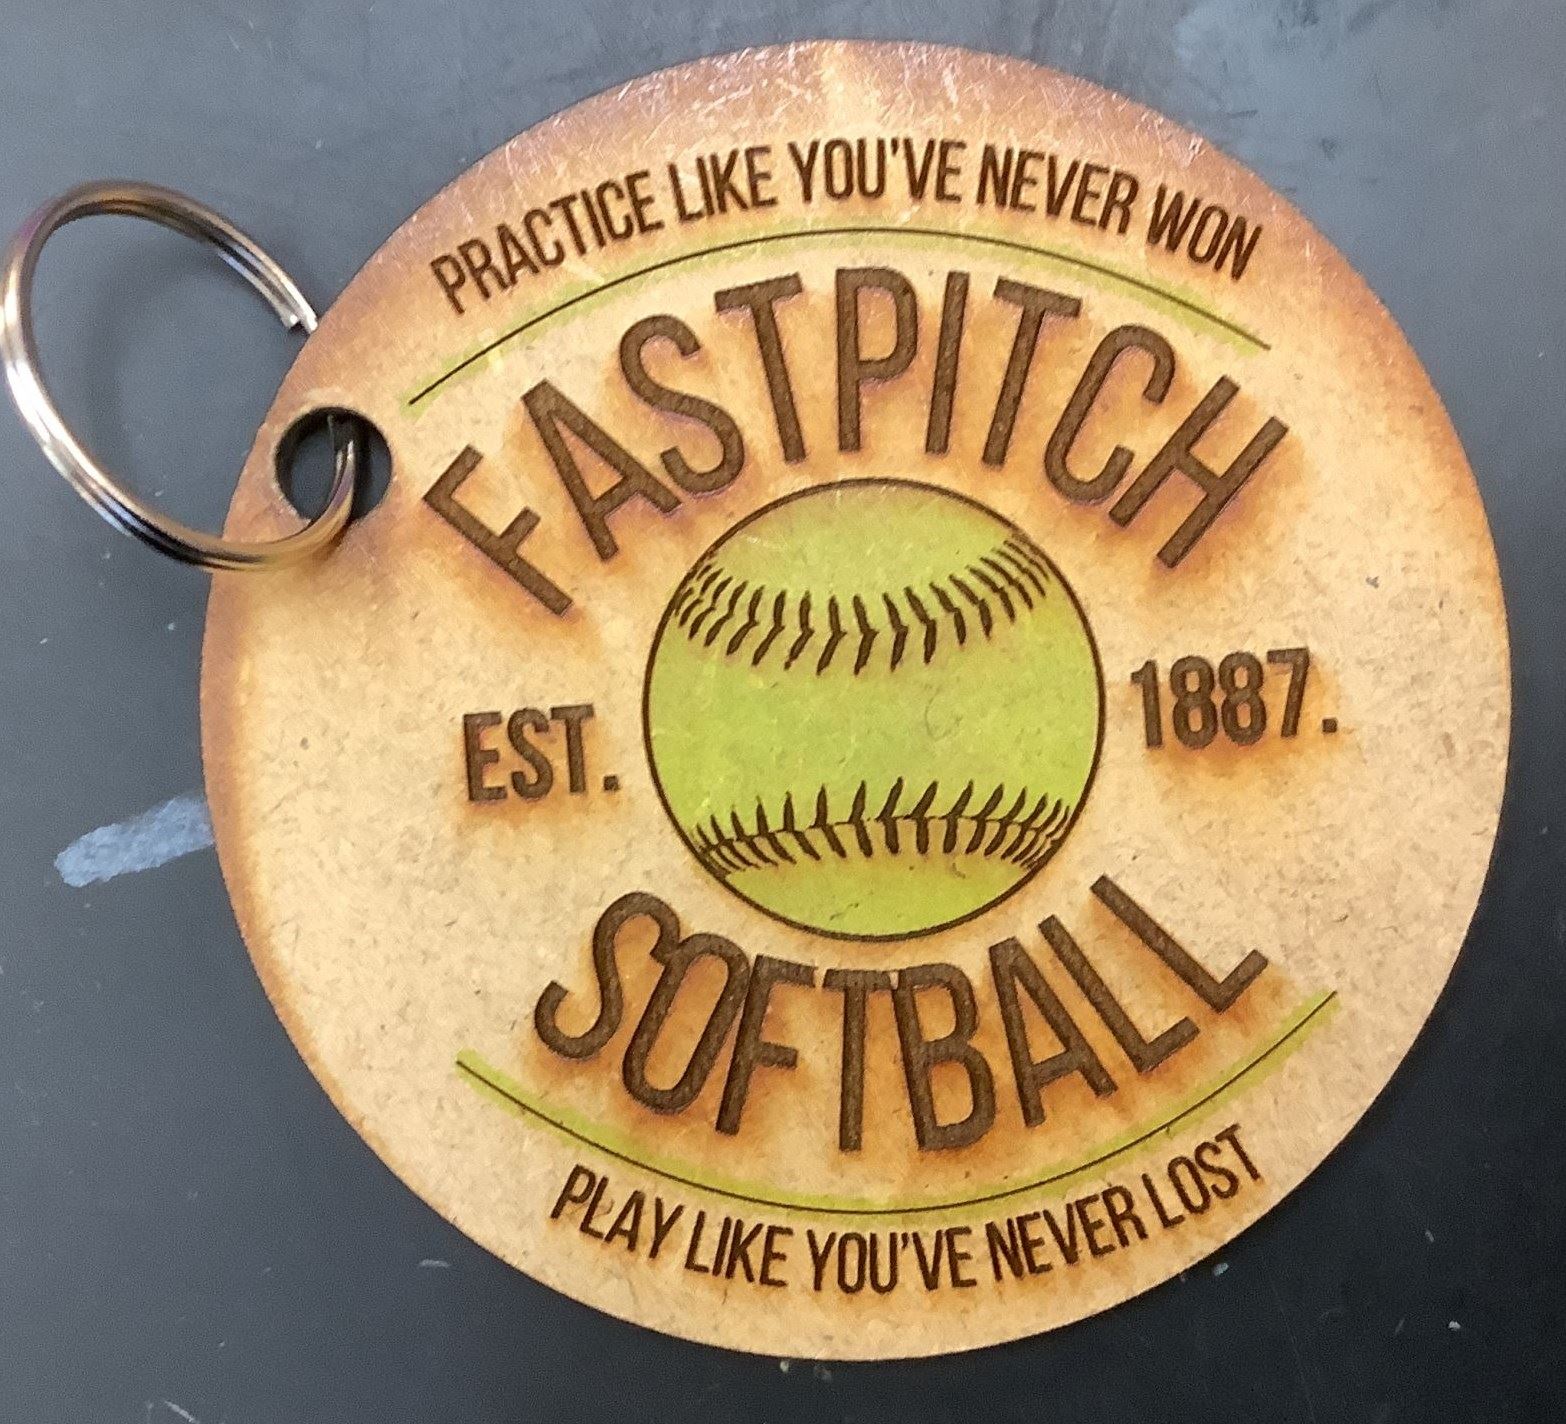 PRACTICE LIKE YOU'VE NEVER WON
FASTPITCH
EST. 1887.
SOFTBALL
PLAY LIKE YOU'VE NEVER LOST